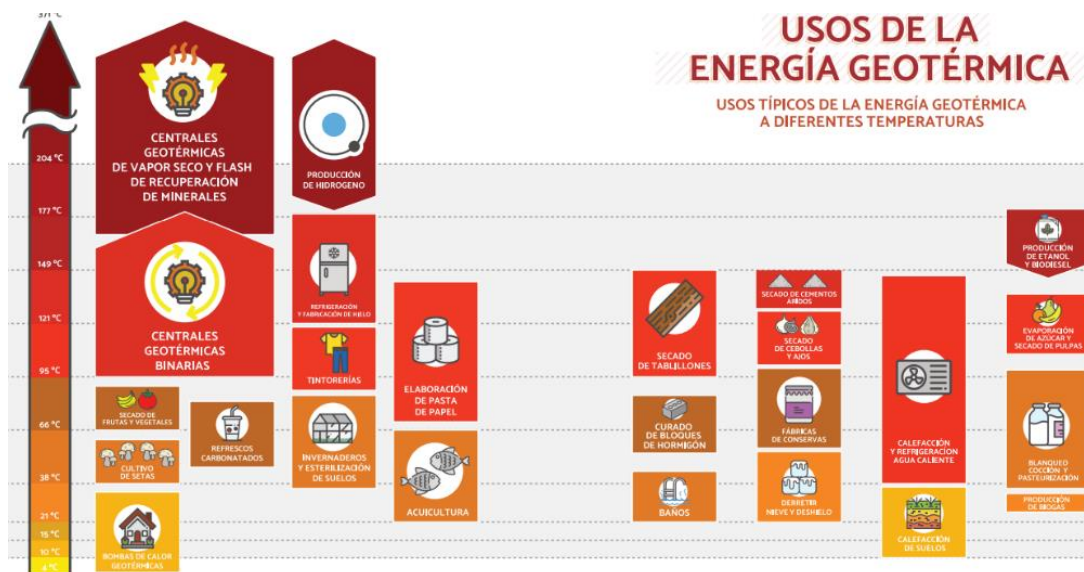 USOS DE LA
ENERGÍA GEOTÉRMICA
USOS TÍPICOS DE LA ENERGÍA GEOTÉRMICA
A DIFERENTES TEMPERATURAS
204 °C
177 °C
149 °C
121 °C
95 °C
66 °C
38 °C
21 °C
15 °C
10 °C
4 °C
CENTRALES
GEOTÉRMICAS
DE VAPOR SECO Y FLASH
DE RECUPERACIÓN
DE MINERALES
CENTRALES
GEOTÉRMICAS
BINARIAS
SECADO DE
FRUTAS Y VEGETALES
CULTIVO
DE SETAS
BOMBAS DE CALOR
GEOTÉRMICAS
REFRESCOS
CARBONATADOS
PRODUCCIÓN
DE HIDROGENO
REFRIGERACIÓN
Y FABRICACIÓN DE HIELO
TINTORERÍAS
INVERNADEROS
Y ESTERILIZACIÓN
DE SUELOS
ELABORACIÓN
DE PASTA
DE PAPEL
ACUICULTURA
SECADO
DE TABLILLONES
CURADO
DE BLOQUES
DE HORMIGÓN
BAÑOS
SECADO DE CEMENTOS
ÁRIDOS
SECADO
DE CEBOLLAS
Y AJOS
FÁBRICAS
DE CONSERVAS
DERRETIR
NIEVE Y DESHIELO
CALEFACCIÓN
Y REFRIGERACIÓN
AGUA CALIENTE
CALEFACCIÓN
DE SUELOS
PRODUCCIÓN
DE ETANOL
Y BIODIESEL
EVAPORACIÓN
DE AZÚCAR Y
SECADO DE PULPAS
BLANQUEO
COCCIÓN Y
PASTEURIZACIÓN
PRODUCCIÓN
DE BIOGAS